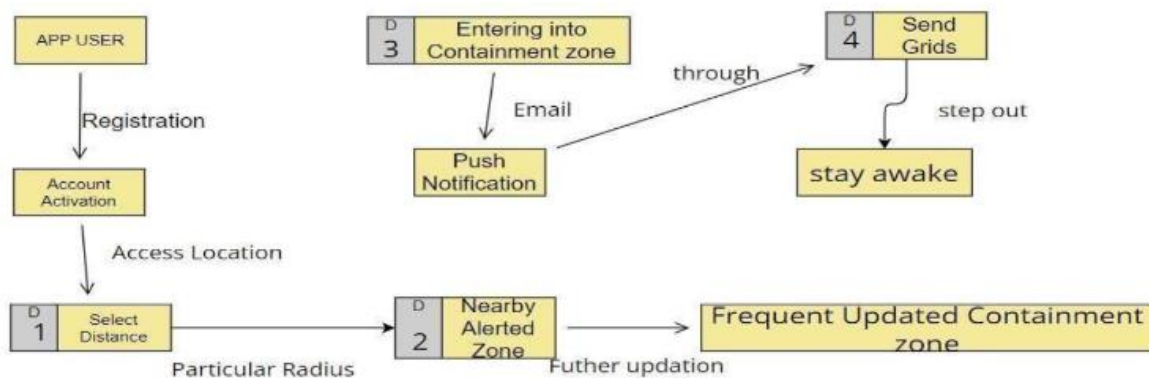 APP USER
Registration
Account
Activation
Access Location
D
1
Select
Distance
Particular Radius
D
2
Nearby
Alerted
Zone
Futher updation
Frequent Updated Containment
zone
D
3
Entering into
Containment zone
Email
Push
Notification
through
D
4
Send
Grids
step out
stay awake